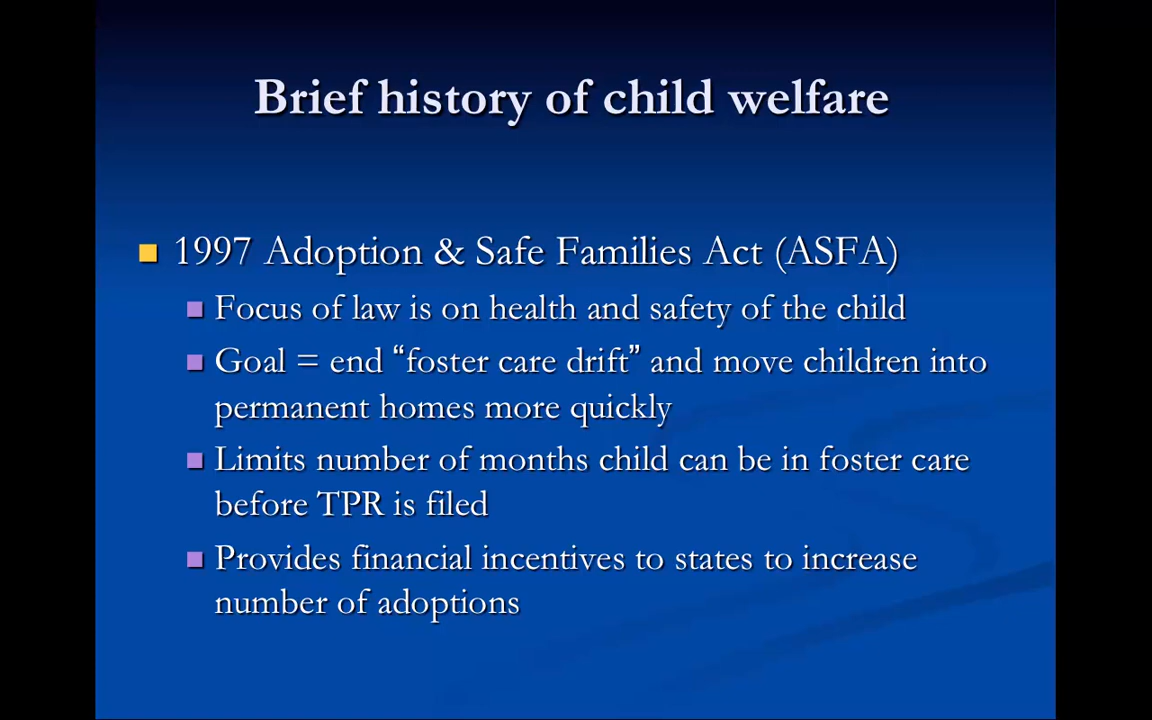 Brief history of child welfare
1997 Adoption & Safe Families Act (ASFA)
Focus of law is on health and safety of the child
Goal = end “foster care drift” and move children into
permanent homes more quickly
Limits number of months child can be in foster care
before TPR is filed
Provides financial incentives to states to increase
number of adoptions